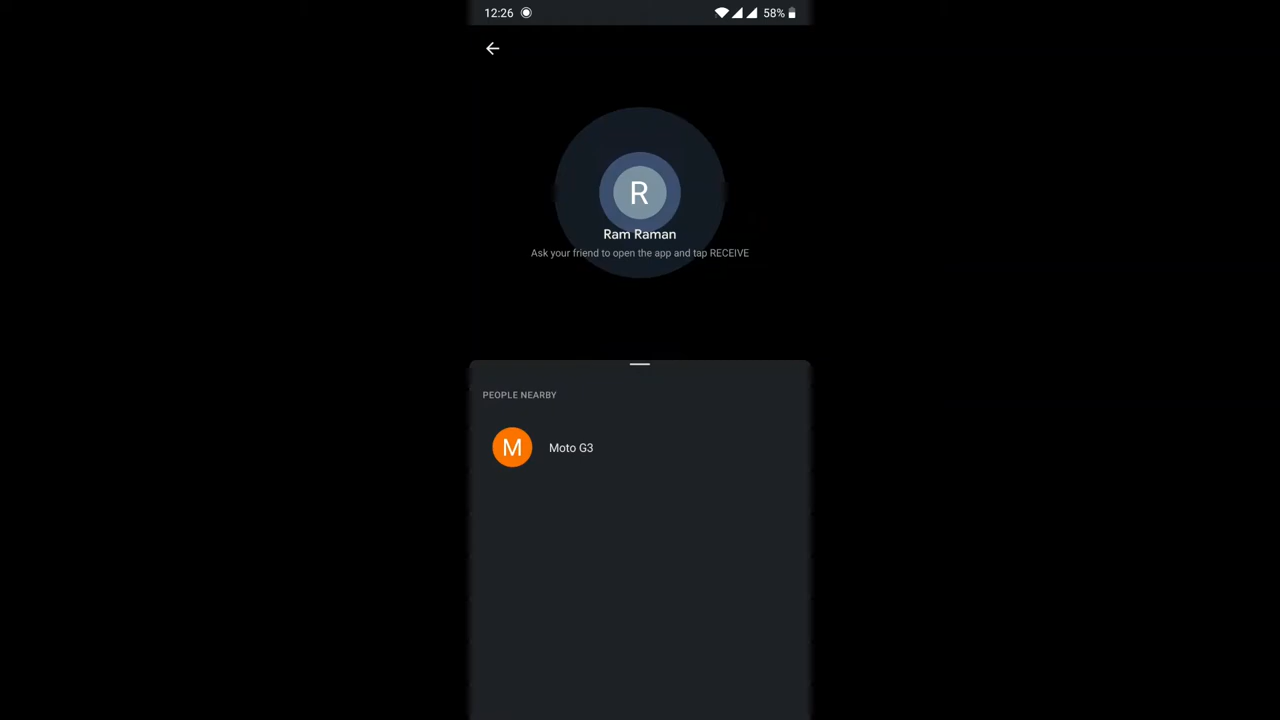 12:26
58%
R
Ram Raman
Ask your friend to open the app and tap RECEIVE
PEOPLE NEARBY
M
Moto G3